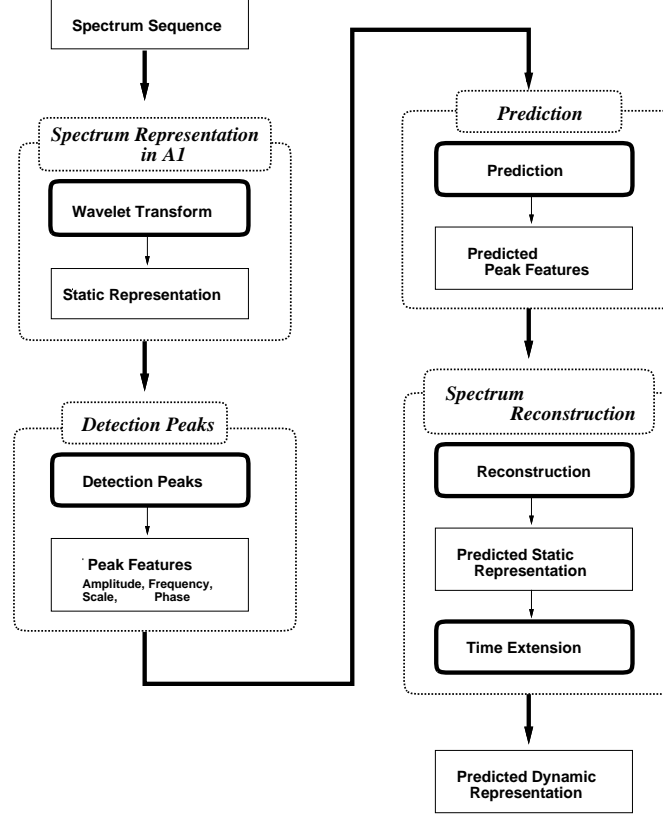 Spectrum Sequence
Spectrum Representation
in A1
Wavelet Transform
Static Representation
Detection Peaks
Detection Peaks
Peak Features
Amplitude, Frequency,
Scale, Phase
Prediction
Prediction
Predicted
Peak Features
Spectrum
Reconstruction
Reconstruction
Predicted Static
Representation
Time Extension
Predicted Dynamic
Representation